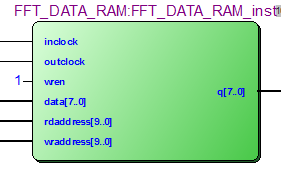 FFT_DATA_RAM:FFT_DATA_RAM_inst
inclock
outclock
1 wren
data[7..0] q[7..0]
rdaddress[9..0]
wraddress[9..0]